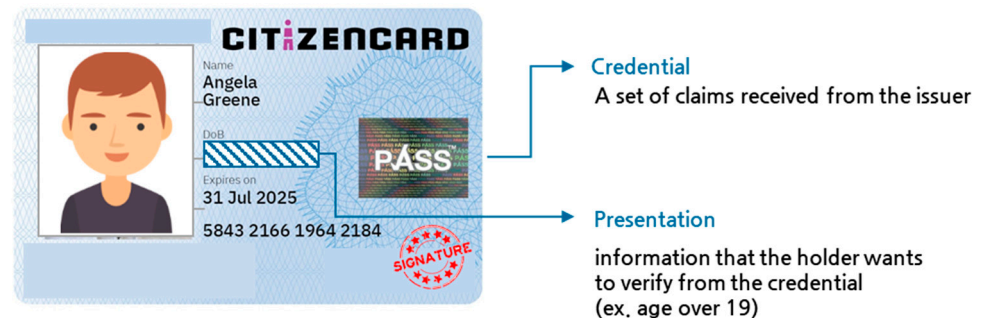 CITIZENCARD
Name
Angela
Greene
DoB
Expires on
31 Jul 2025
5843 2166 1964 2184
PASS™
SIGNATURE
Credential
A set of claims received from the issuer
Presentation
information that the holder wants
to verify from the credential
(ex, age over 19)